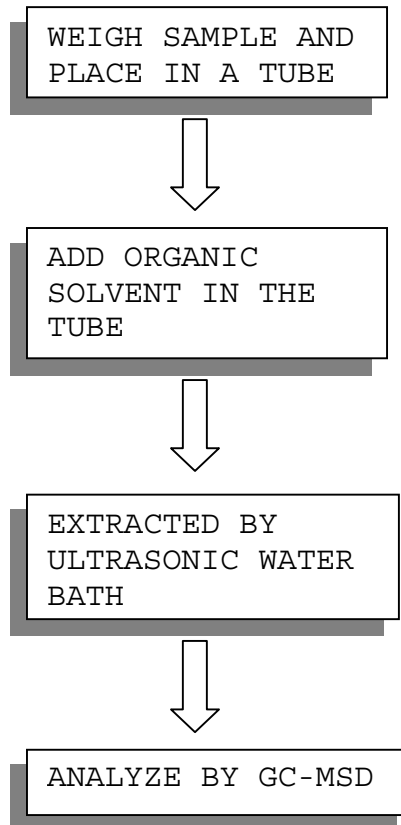 WEIGH SAMPLE AND
PLACE IN A TUBE
ADD ORGANIC
SOLVENT IN THE
TUBE
EXTRACTED BY
ULTRASONIC WATER
BATH
ANALYZE BY GC-MSD